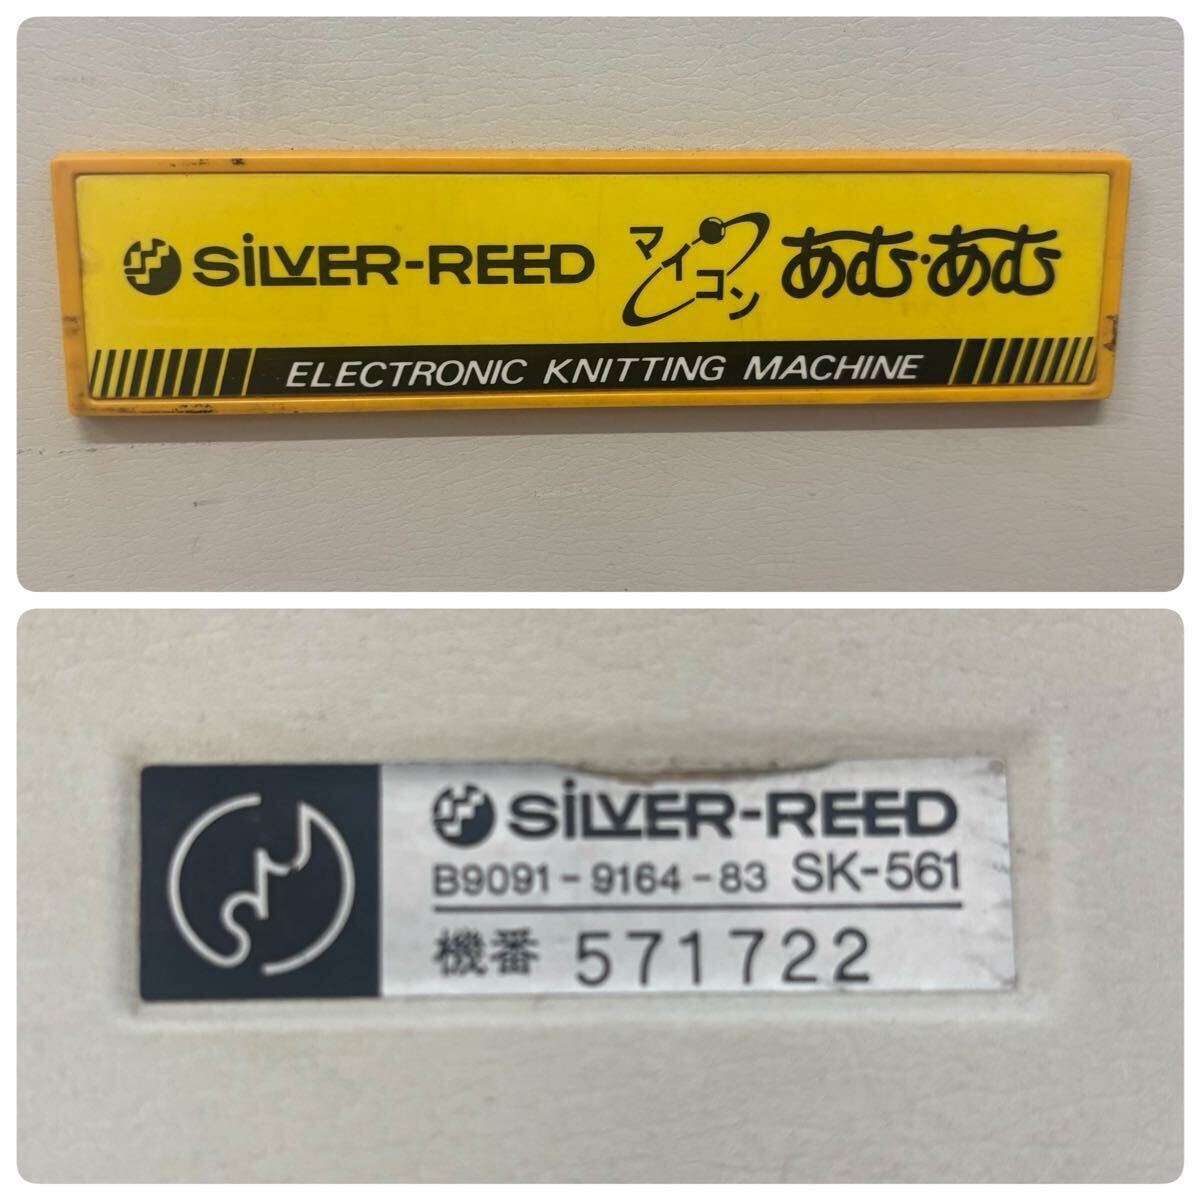 SiLVER-REED マイコン あむ・あむ
ELECTRONIC KNITTING MACHINE
SiLVER-REED
B9091-9164-83 SK-561
機番 571722